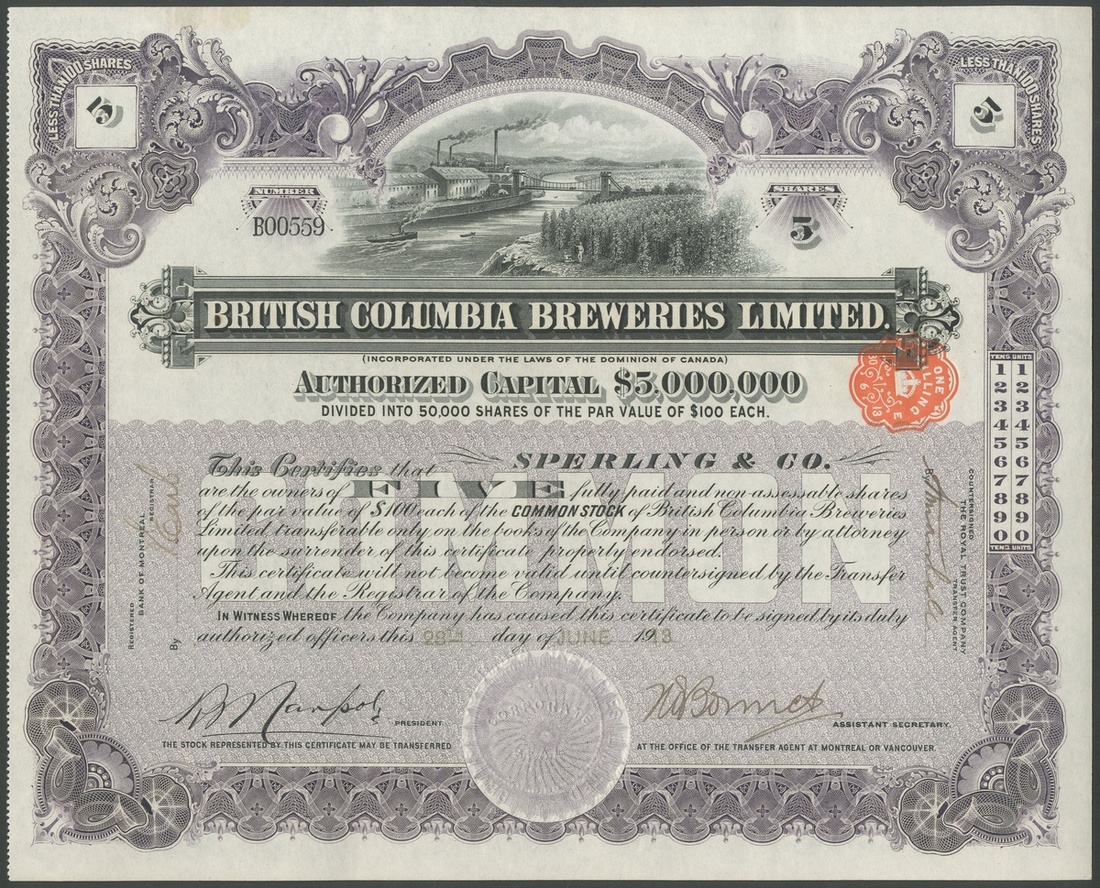 LESS THAN 100 SHARES
5
LESS THAN 100 SHARES
5
NUMBER
B00559
SHARES
5
BRITISH COLUMBIA BREWERIES LIMITED.
(INCORPORATED UNDER THE LAWS OF THE DOMINION OF CANADA)
AUTHORIZED CAPITAL $5,000,000
DIVIDED INTO 50,000 SHARES OF THE PAR VALUE OF $100 EACH.
ONE
E
30 6 13
TENS UNITS
1 1
2 2
3 3
4 4
5 5
6 6
7 7
8 8
9 9
0 0
TENS UNITS
COMMON
This Certifies that SPERLING & CO.
are the owners of FIVE fully paid and non-assessable shares
of the par value of $100 each of the COMMON STOCK of British Columbia Breweries
Limited, transferable only on the books of the Company in person or by attorney
upon the surrender of this certificate properly endorsed.
This certificate will not become valid until countersigned by the Transfer
Agent and the Registrar of the Company.
IN WITNESS WHEREOF the Company has caused this certificate to be signed by its duly
authorized officers this day of JUNE 1913
REGISTERED
BANK OF MONTREAL
REGISTRAR
By
COUNTERSIGNED
THE ROYAL TRUST COMPANY
TRANSFER AGENT
By
PRESIDENT
ASSISTANT SECRETARY.
THE STOCK REPRESENTED BY THIS CERTIFICATE MAY BE TRANSFERRED
AT THE OFFICE OF THE TRANSFER AGENT AT MONTREAL OR VANCOUVER.